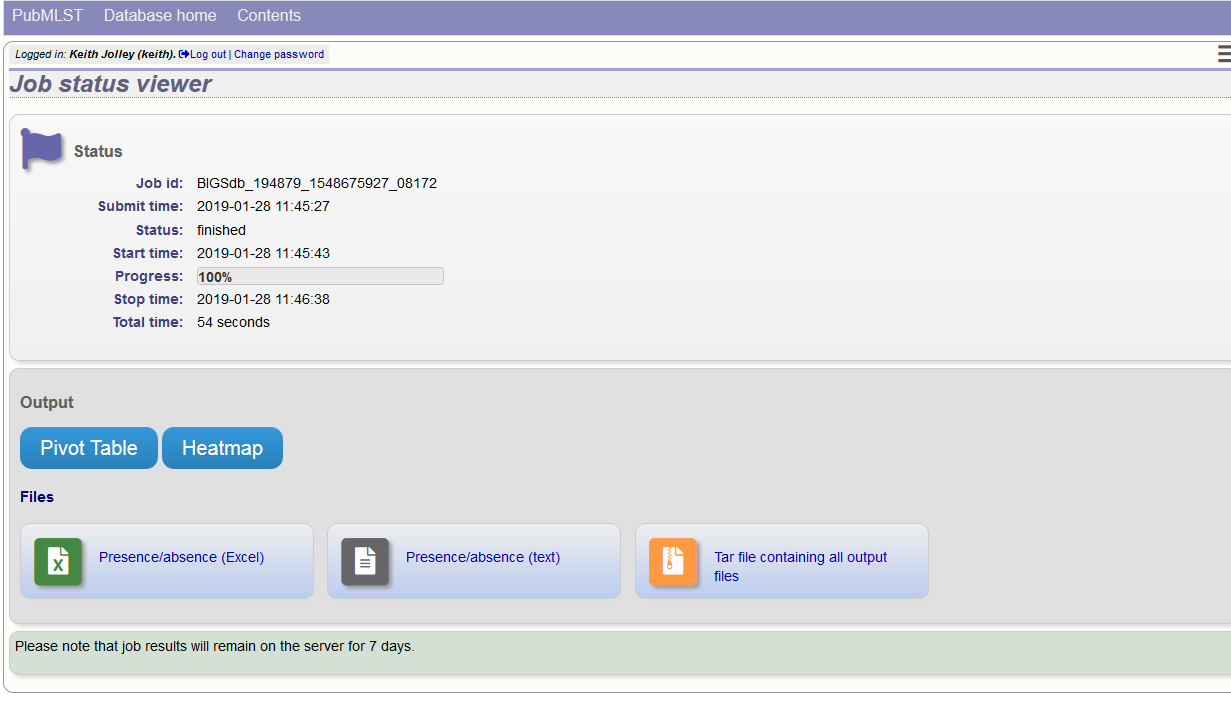 PubMLST Database home Contents
Logged in: Keith Jolley (keith). Log out | Change password
Job status viewer
Status
Job id: BIGSdb_194879_1548675927_08172
Submit time: 2019-01-28 11:45:27
Status: finished
Start time: 2019-01-28 11:45:43
Progress: 100%
Stop time: 2019-01-28 11:46:38
Total time: 54 seconds
Output
Pivot Table Heatmap
Files
Presence/absence (Excel) Presence/absence (text) Tar file containing all output
files
Please note that job results will remain on the server for 7 days.